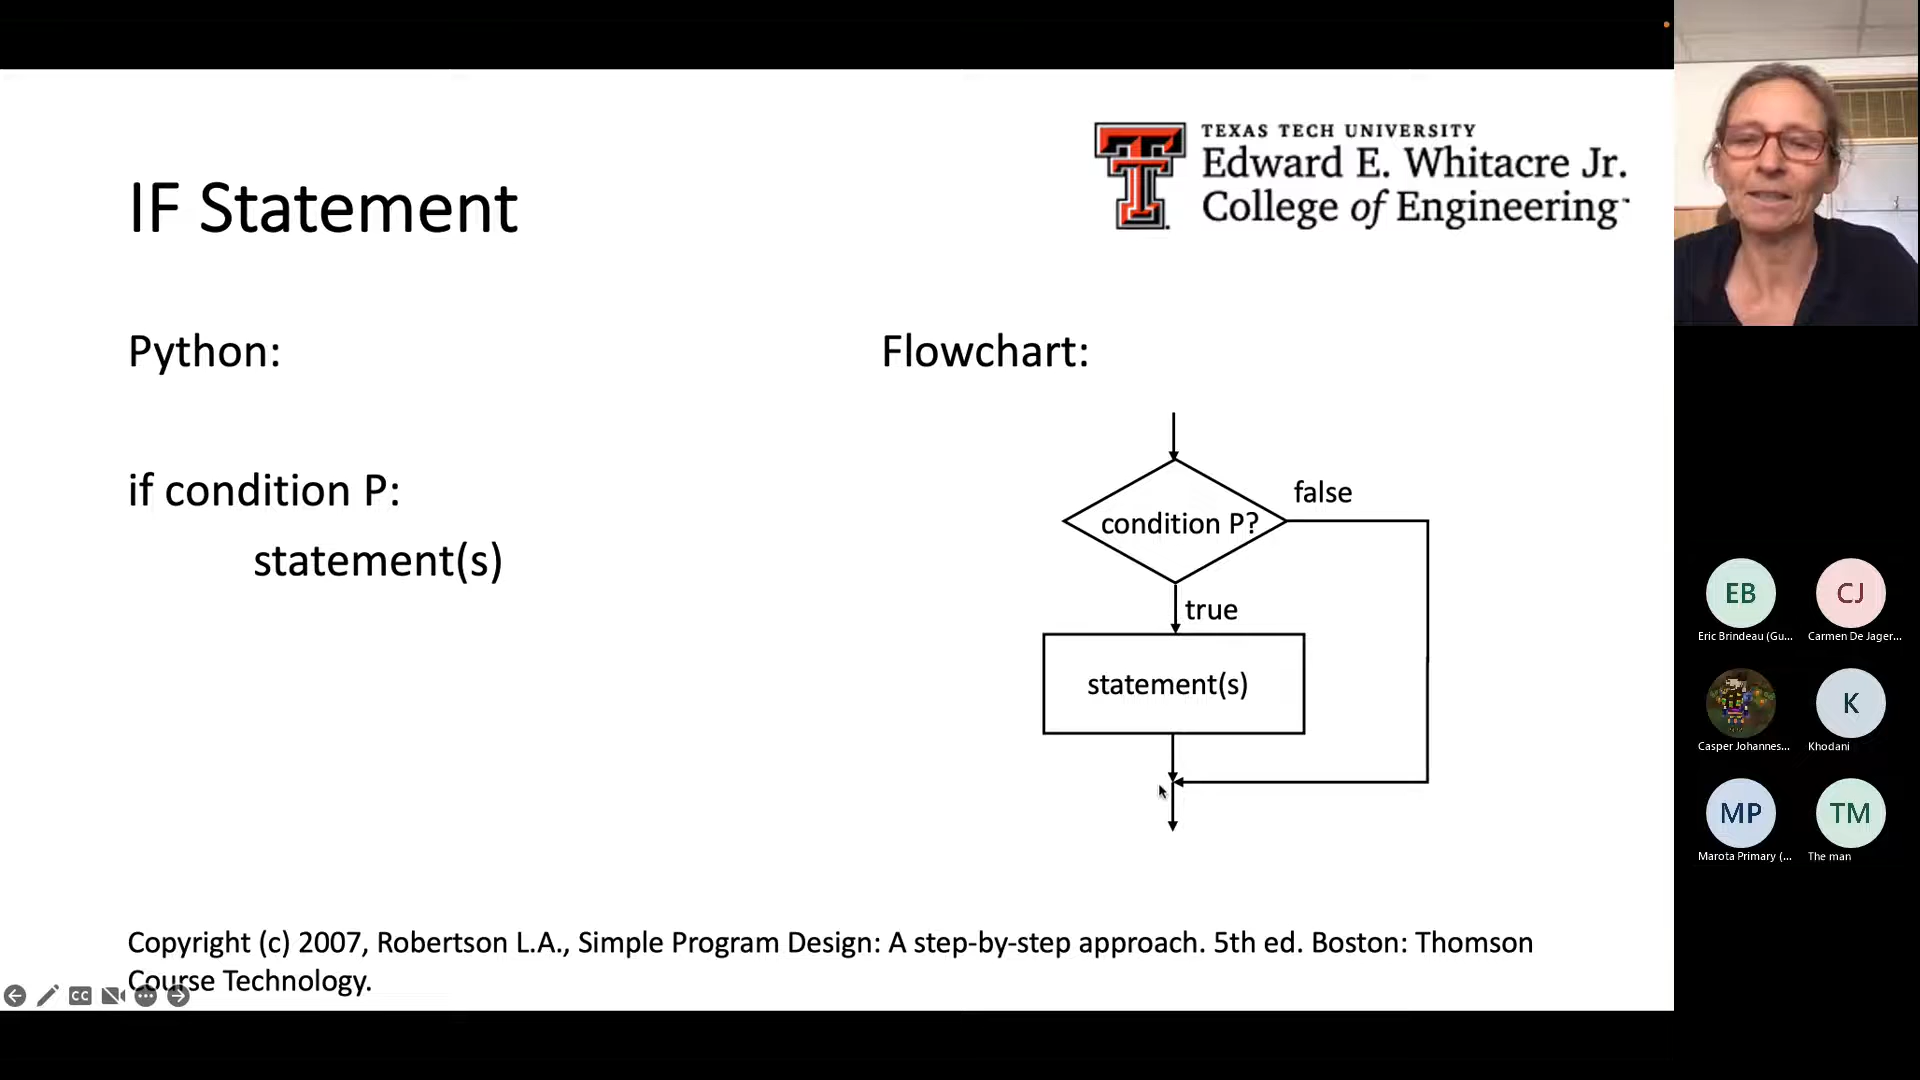 TEXAS TECH UNIVERSITY
Edward E. Whitacre Jr.
College of Engineering™
IF Statement
Python:
Flowchart:
if condition P:
statement(s)
condition P?
false
true
statement(s)
Copyright (c) 2007, Robertson L.A., Simple Program Design: A step-by-step approach. 5th ed. Boston: Thomson
Course Technology.
CC
EB
CJ
Eric Brindeau (Gu...
Carmen De Jager...
K
Casper Johannes...
Khodani
MP
TM
Marota Primary (...
The man